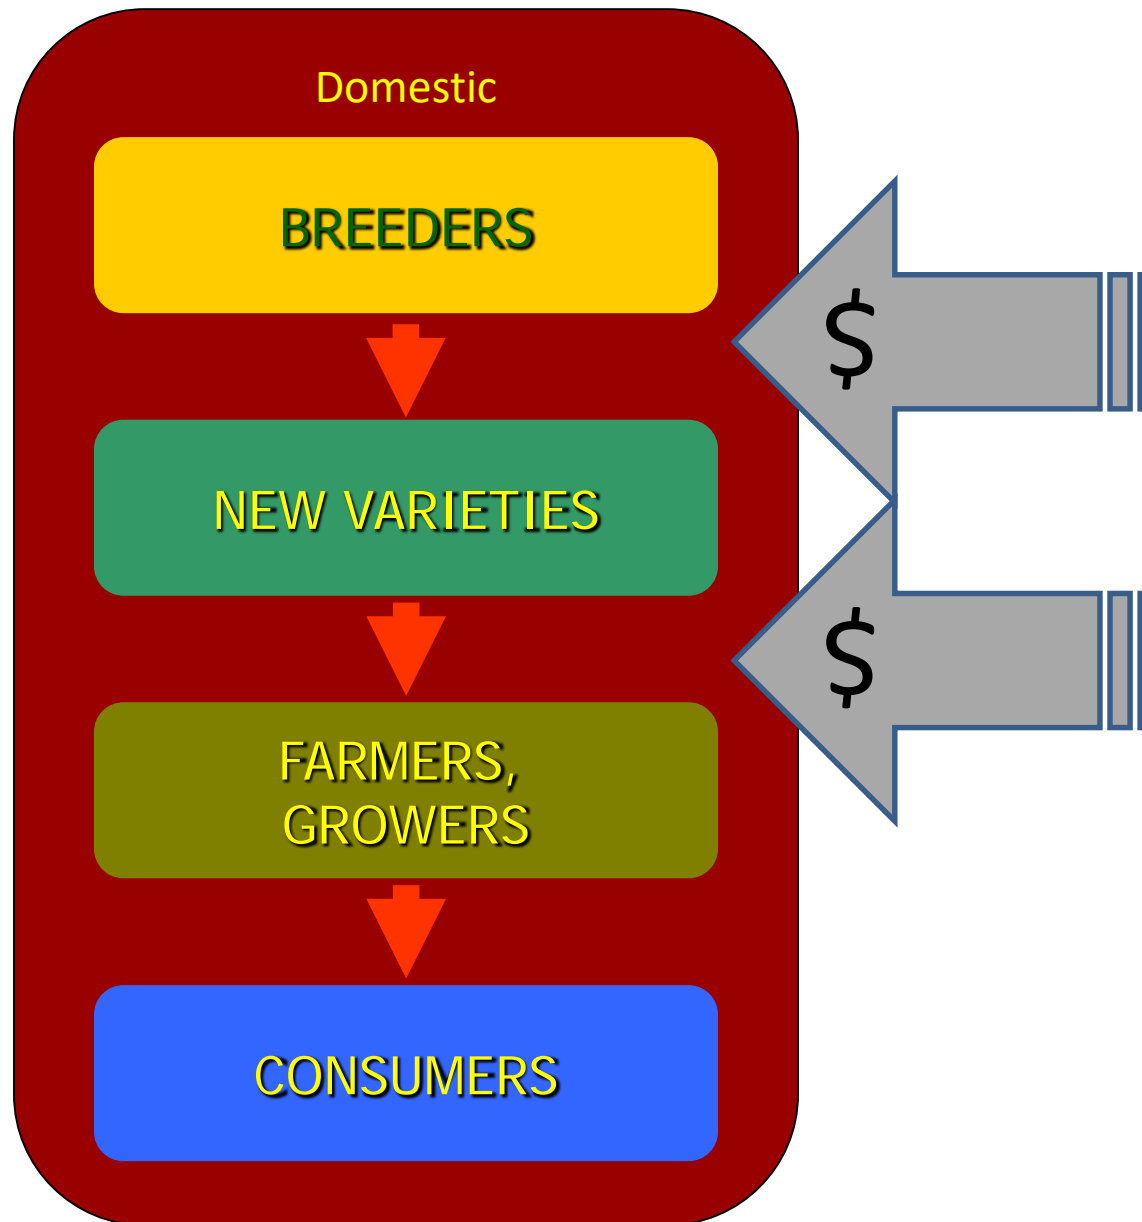 Domestic
BREEDERS
$
NEW VARIETIES
$
FARMERS,
GROWERS
CONSUMERS